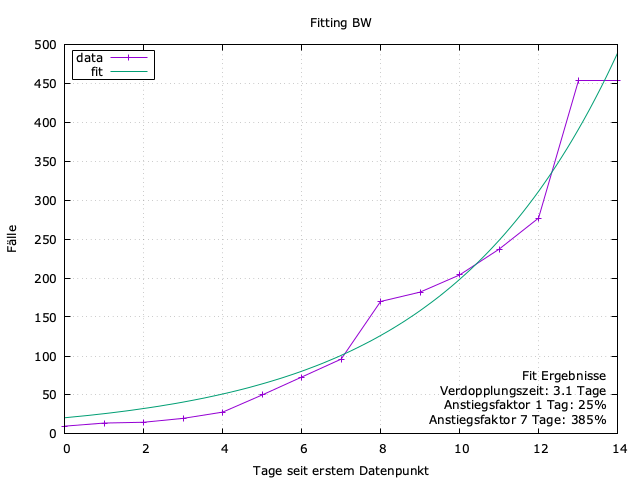 Fitting BW
500
450
400
350
300
250
200
150
100
50
0
Fälle
data
fit
Fit Ergebnisse
Verdopplungszeit: 3.1 Tage
Anstiegsfaktor 1 Tag: 25%
Anstiegsfaktor 7 Tage: 385%
0 2 4 6 8 10 12 14
Tage seit erstem Datenpunkt